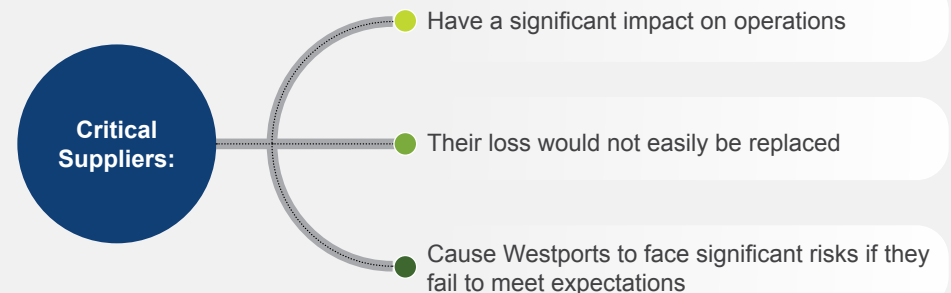 Critical
Suppliers:
Have a significant impact on operations
Their loss would not easily be replaced
Cause Westports to face significant risks if they
fail to meet expectations